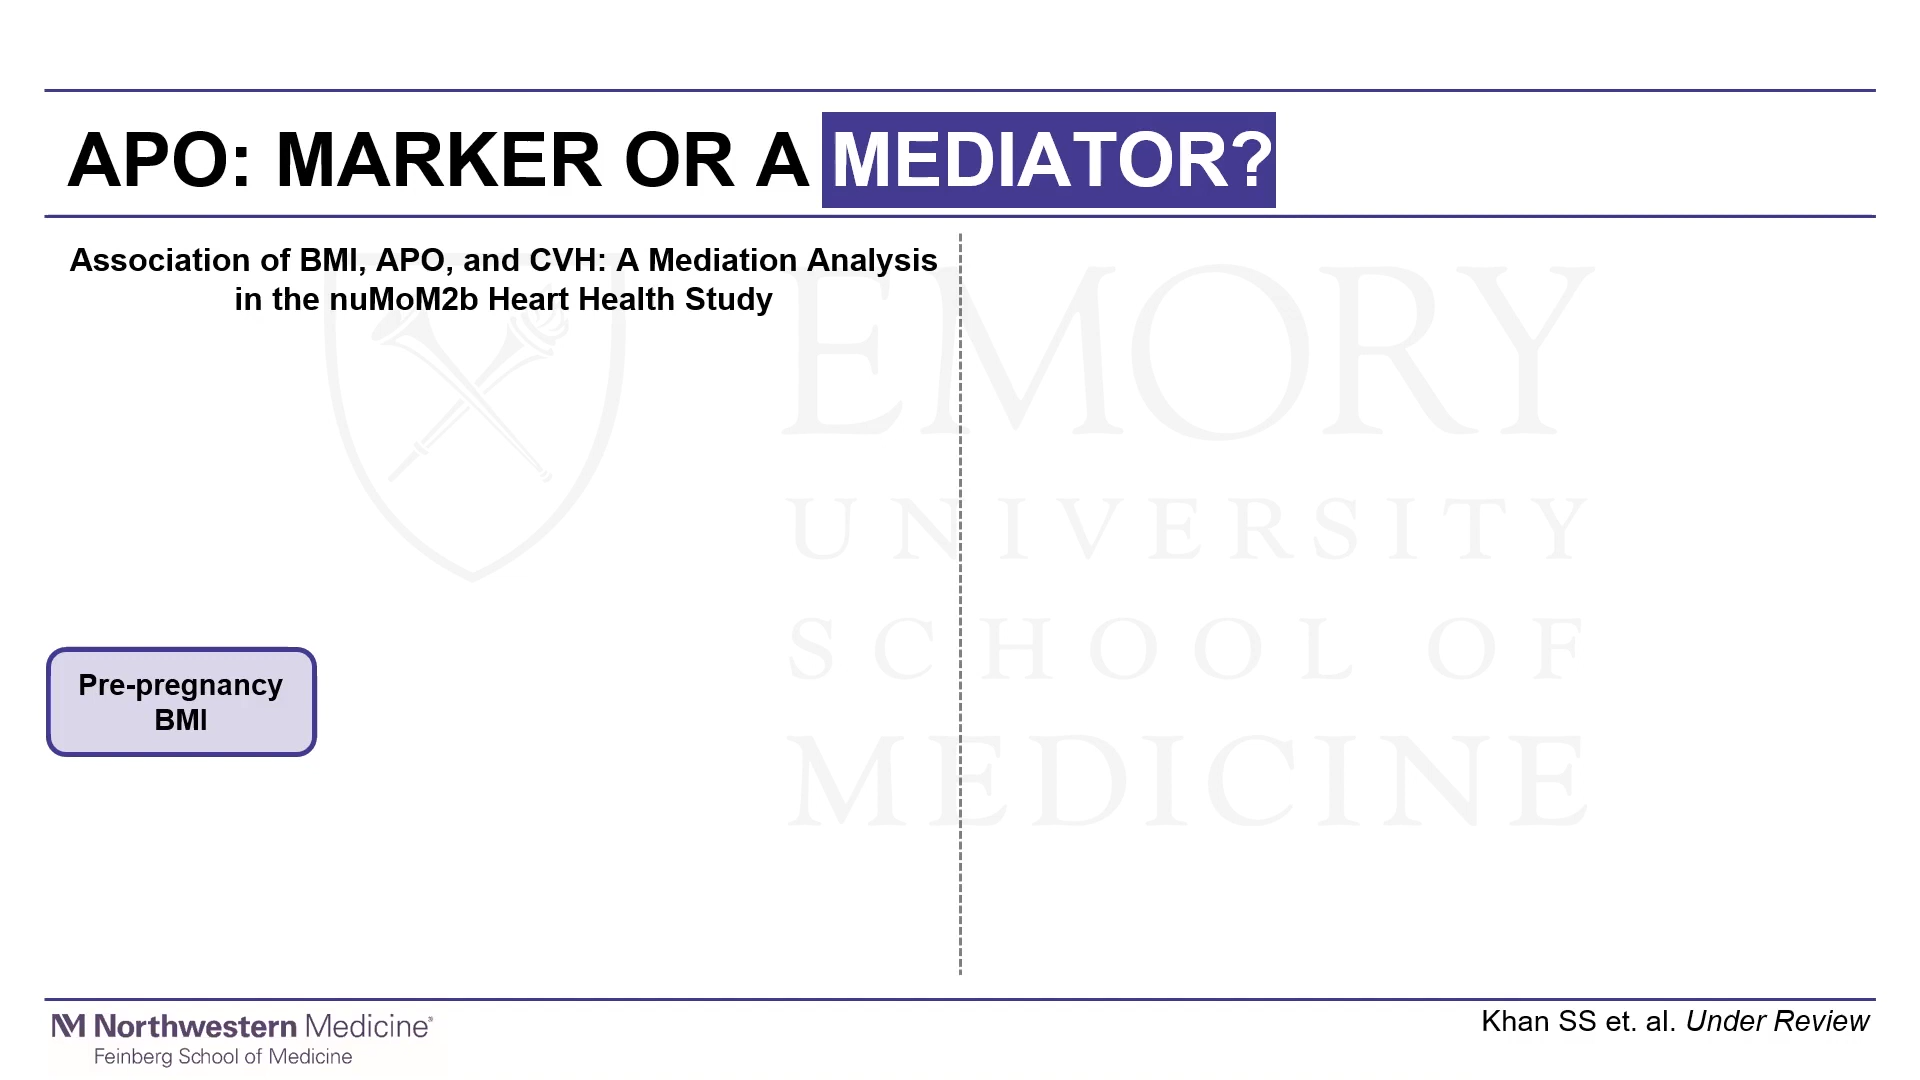 APO: MARKER OR A MEDIATOR?
Association of BMI, APO, and CVH: A Mediation Analysis
in the nuMoM2b Heart Health Study
EMORY
UNIVERSITY
SCHOOL OF
MEDICINE
Pre-pregnancy
BMI
NM Northwestern Medicine®
Feinberg School of Medicine
Khan SS et. al. Under Review